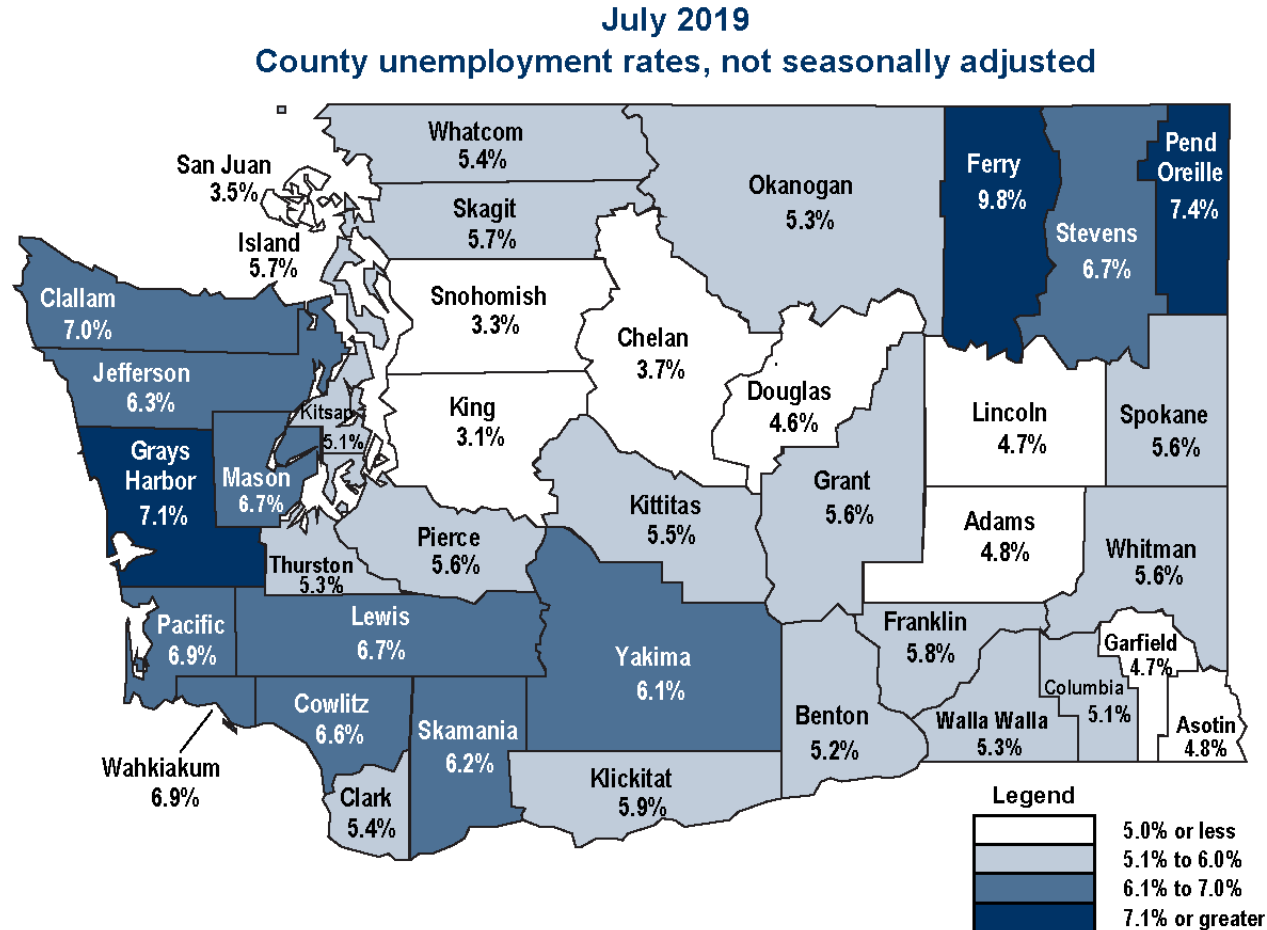 July 2019
County unemployment rates, not seasonally adjusted
Whatcom
5.4%
San Juan
3.5%
Skagit
5.7%
Island
5.7%
Okanogan
5.3%
Ferry
9.8%
Stevens
6.7%
Pend
Oreille
7.4%
Clallam
7.0%
Snohomish
3.3%
Chelan
3.7%
Jefferson
6.3%
Kitsap
5.1%
King
3.1%
Douglas
4.6%
Lincoln
4.7%
Spokane
5.6%
Grays
Harbor
7.1%
Mason
6.7%
Kittitas
5.5%
Grant
5.6%
Adams
4.8%
Whitman
5.6%
Pierce
5.6%
Thurston
5.3%
Pacific
6.9%
Lewis
6.7%
Yakima
6.1%
Franklin
5.8%
Garfield
4.7%
Columbia
5.1%
Cowlitz
6.6%
Skamania
6.2%
Benton
5.2%
Walla Walla
5.3%
Asotin
4.8%
Wahkiakum
6.9%
Clark
5.4%
Klickitat
5.9%
Legend
5.0% or less
5.1% to 6.0%
6.1% to 7.0%
7.1% or greater